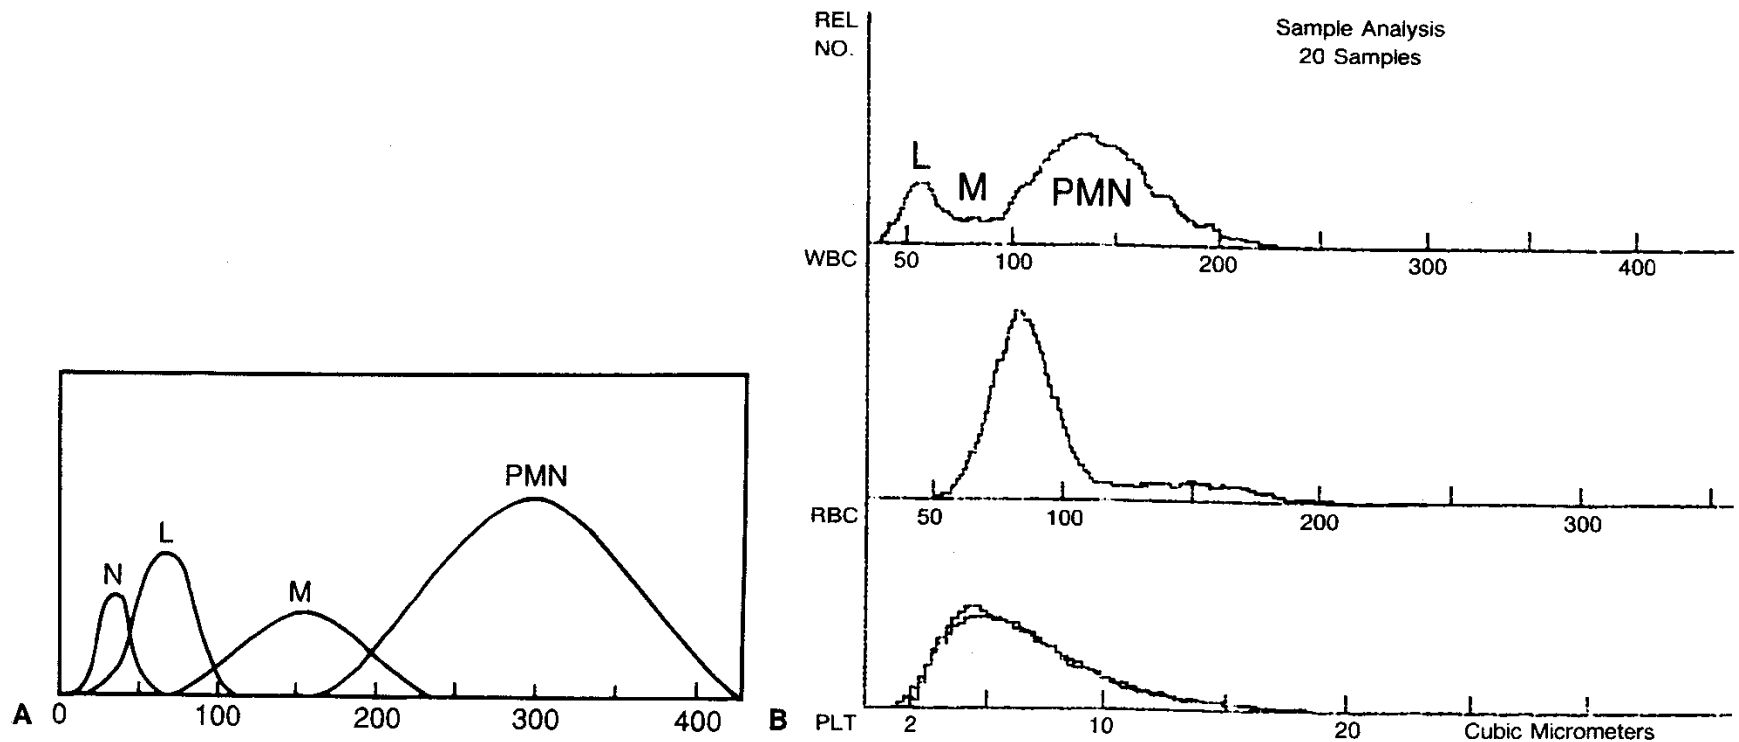 N
L
M
PMN
A 0 100 200 300 400
REL
NO.
Sample Analysis
20 Samples
L
M
PMN
WBC 50 100 200 300 400
RBC 50 100 200 300
B PLT 2 10 20 Cubic Micrometers